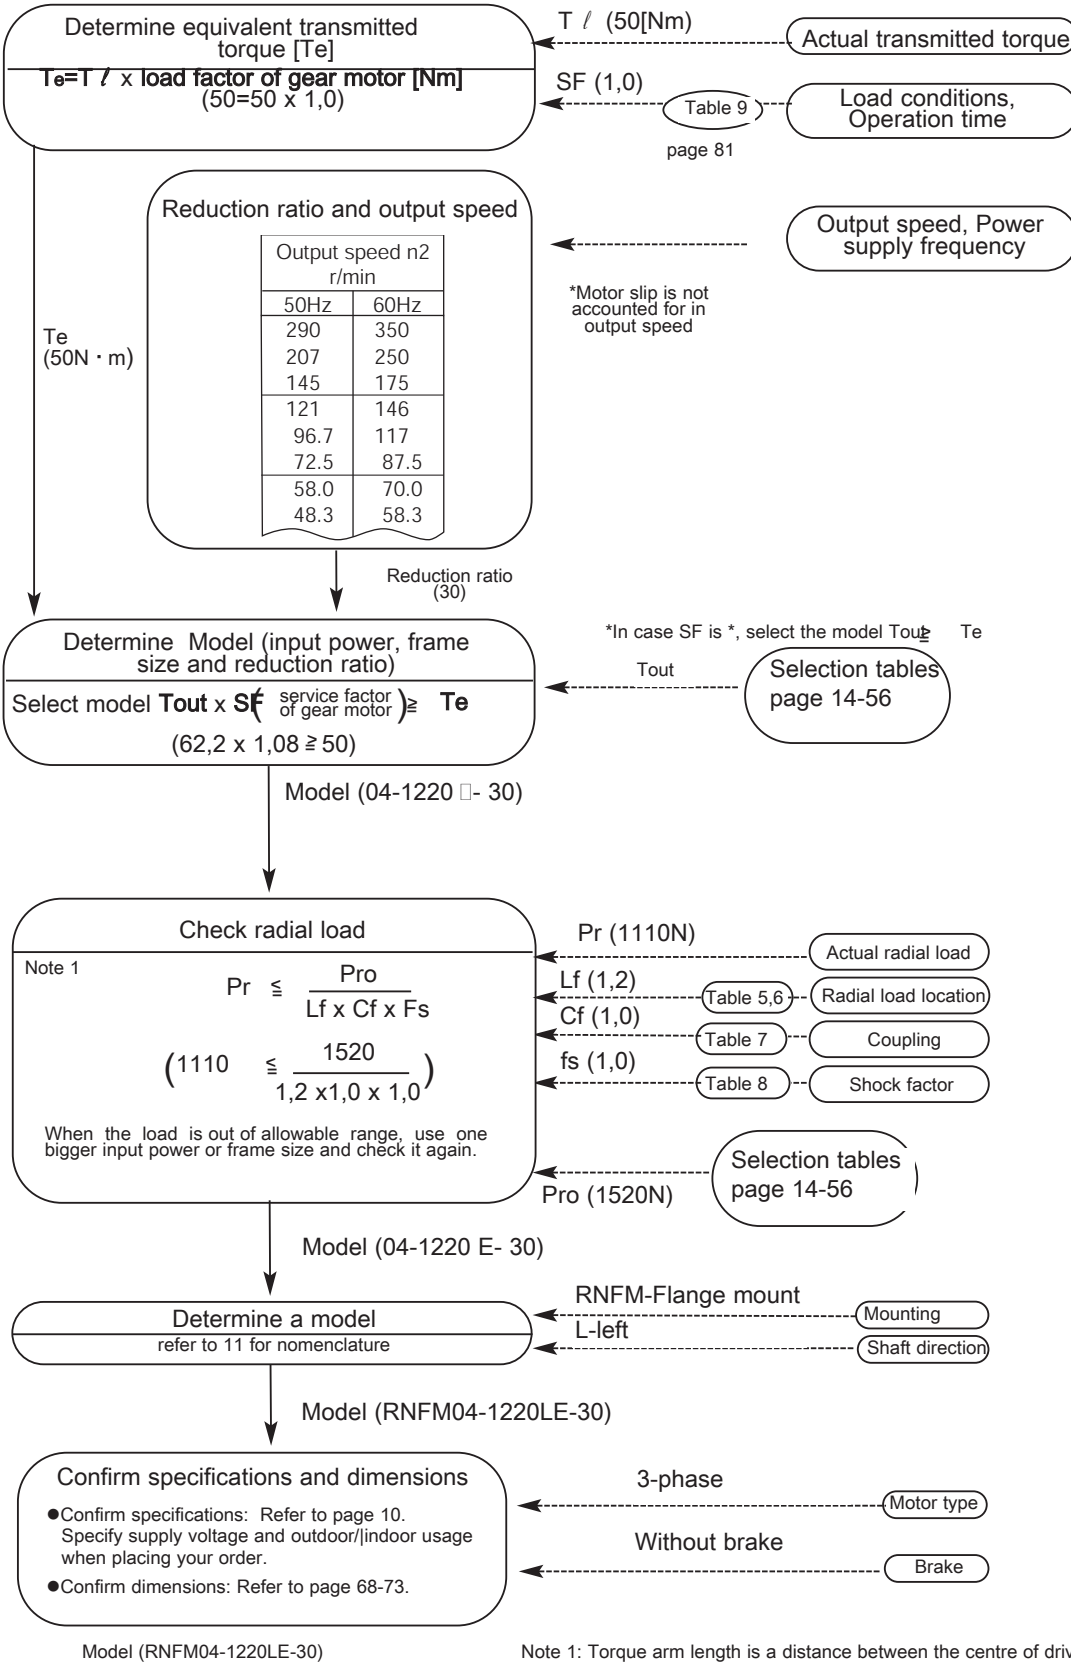 Determine equivalent transmitted
torque [Te]
Te=T ℓ x load factor of gear motor [Nm]
(50=50 x 1,0)
T ℓ (50[Nm)
Actual transmitted torque
SF (1,0)
Table 9
page 81
Load conditions,
Operation time
Reduction ratio and output speed
Output speed n2
r/min
50Hz 60Hz
290 350
207 250
145 175
121 146
96.7 117
72.5 87.5
58.0 70.0
48.3 58.3
Output speed, Power
supply frequency
*Motor slip is not
accounted for in
output speed
Te
(50N・m)
Reduction ratio
(30)
Determine Model (input power, frame
size and reduction ratio)
Select model Tout x SF ( service factor
of gear motor ) ≧ Te
(62,2 x 1,08 ≧ 50)
*In case SF is *, select the model Tout ≧ Te
Tout
Selection tables
page 14-56
Model (04-1220 □- 30)
Check radial load
Note 1
Pr ≦ Pro
Lf x Cf x Fs
(1110 ≦ 1520
1,2 x1,0 x 1,0)
When the load is out of allowable range, use one
bigger input power or frame size and check it again.
Pr (1110N)
Actual radial load
Lf (1,2)
Table 5,6
Radial load location
Cf (1,0)
Table 7
Coupling
fs (1,0)
Table 8
Shock factor
Pro (1520N)
Selection tables
page 14-56
Model (04-1220 E- 30)
Determine a model
refer to 11 for nomenclature
RNFM-Flange mount
Mounting
L-left
Shaft direction
Model (RNFM04-1220LE-30)
Confirm specifications and dimensions
●Confirm specifications: Refer to page 10.
Specify supply voltage and outdoor/|indoor usage
when placing your order.
●Confirm dimensions: Refer to page 68-73.
3-phase
Motor type
Without brake
Brake
Model (RNFM04-1220LE-30)
Note 1: Torque arm length is a distance between the centre of driv